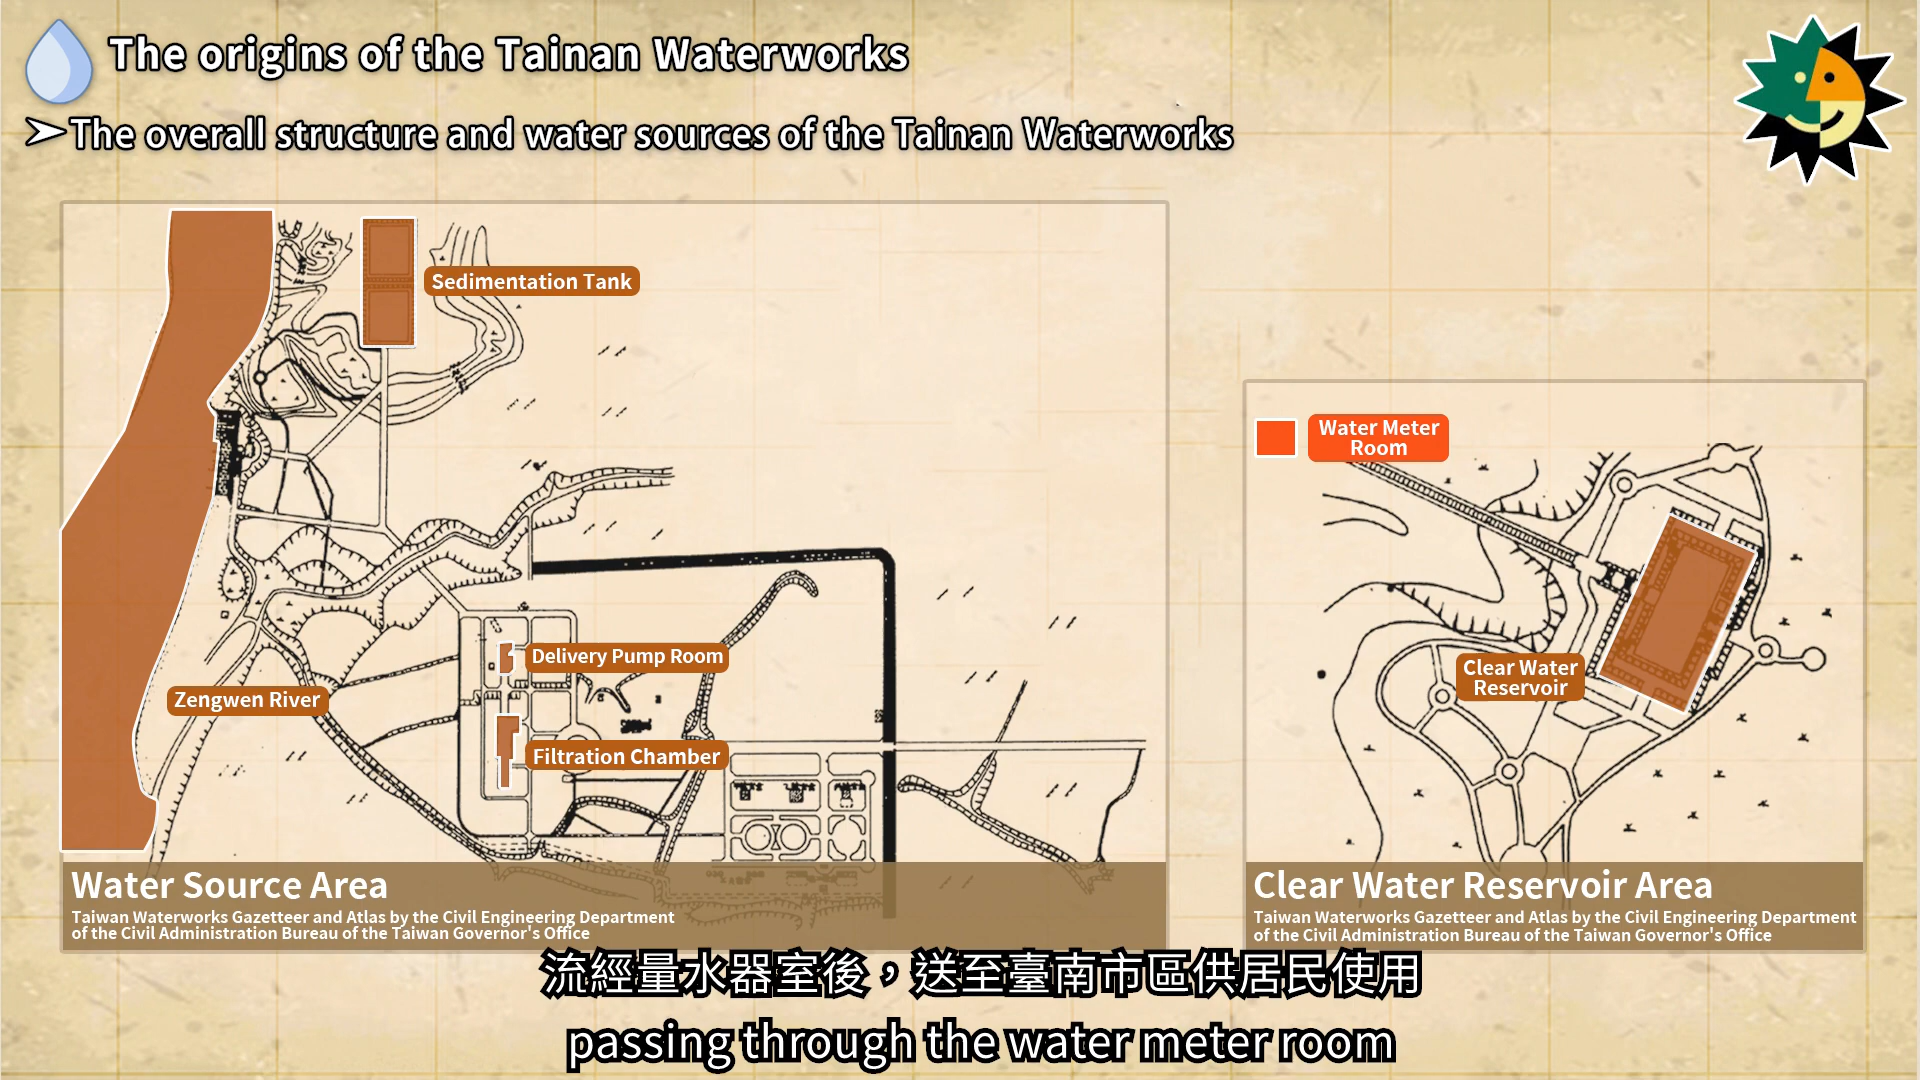 The origins of the Tainan Waterworks
The overall structure and water sources of the Tainan Waterworks
Sedimentation Tank
Delivery Pump Room
Zengwen River
Filtration Chamber
Water Source Area
Taiwan Waterworks Gazetteer and Atlas by the Civil Engineering Department
of the Civil Administration Bureau of the Taiwan Governor's Office
Water Meter
Room
Clear Water
Reservoir
Clear Water Reservoir Area
Taiwan Waterworks Gazetteer and Atlas by the Civil Engineering Department
of the Civil Administration Bureau of the Taiwan Governor's Office
流經量水器室後，送至臺南市區供居民使用
passing through the water meter room